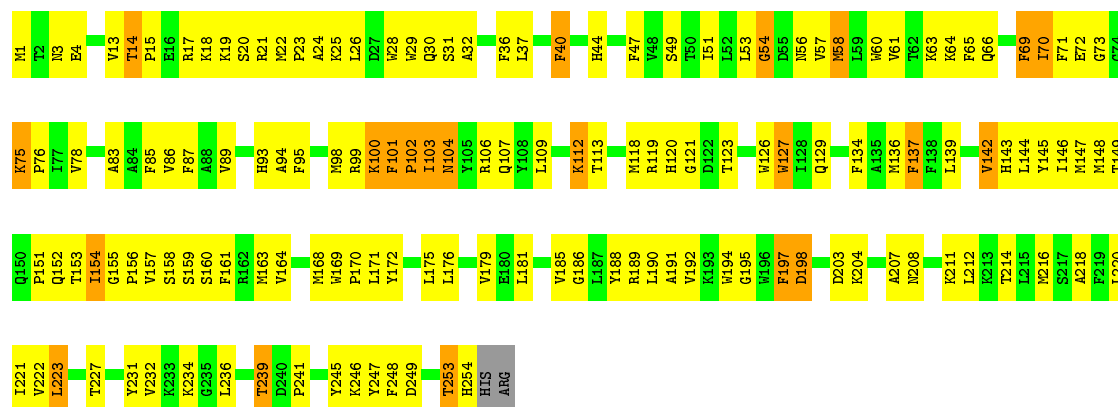 M1 T2 N3 E4 V13 T14 P15 E16 R17 K18 K19 S20 R21 M22 P23 A24 K25 L26 D27 W28 W29 Q30 S31 A32 F36 L37 F40 H44 F47 V48 S49 T50 I51 L52 L53 G54 D55 N56 V57 M58 L59 W60 V61 T62 K63 K64 F65 Q66 F69 I70 F71 E72 G73 G74
K75 P76 I77 V78 A83 A84 F85 V86 F87 A88 V89 H93 A94 F95 M98 R99 K100 F101 P102 I103 N104 Y105 R106 Q107 Y108 L109 K112 T113 M118 R119 H120 G121 D122 T123 W126 W127 I128 Q129 F134 A135 M136 F137 F138 L139 V142 H143 L144 Y145 I146 M147 M148 T149
Q150 P151 Q152 T153 I154 G155 P156 V157 S158 S159 S160 F161 R162 M163 V164 M168 W169 P170 L171 Y172 L175 L176 V179 E180 L181 V185 G186 L187 Y188 R189 L190 A191 V192 K193 W194 G195 W196 F197 D198 D203 K204 A207 N208 K211 L212 K213 T214 L215 M216 S217 A218 F219 L220
I221 V222 L223 T227 Y231 V232 K233 K234 G235 L236 T239 D240 P241 Y245 K246 Y247 F248 D249 T253 H254 HIS ARG